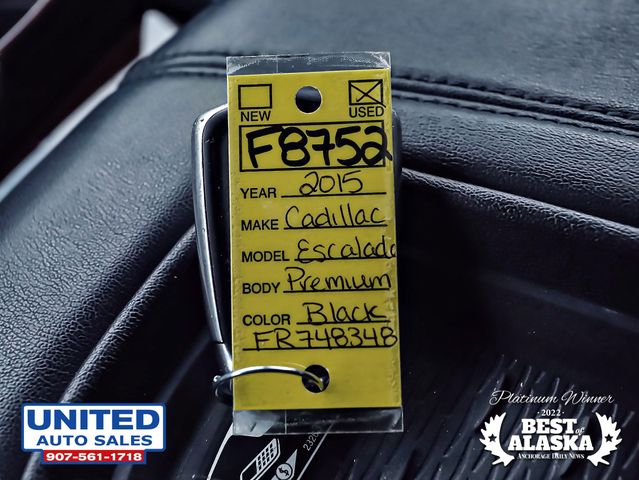 NEW USED
F8752
YEAR 2015
MAKE Cadillac
MODEL Escalade
BODY Premium
COLOR Black
FR748348
UNITED
AUTO SALES
907-561-1718
Platinum Winner
2022
BEST of
ALASKA
ANCHORAGE DAILY NEWS